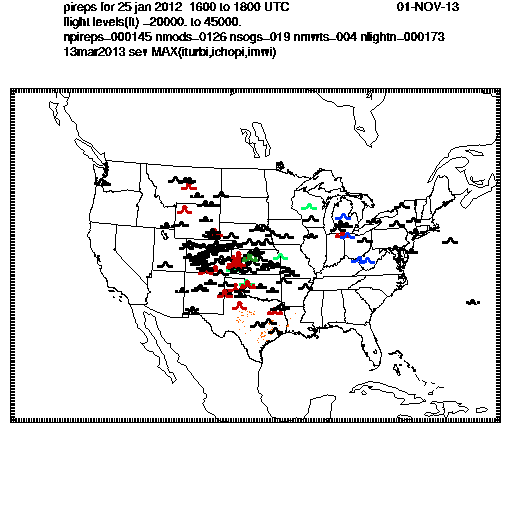 pireps for 25 jan 2012 1600 to 1800 UTC 01-NOV-13
flight levels(ft) =20000. to 45000.
npireps=000145 nmods=0126 nsogs=019 nmwts=004 nlightn=000173
13mar2013 sev MAX(iturbi,ichopi,imwi)